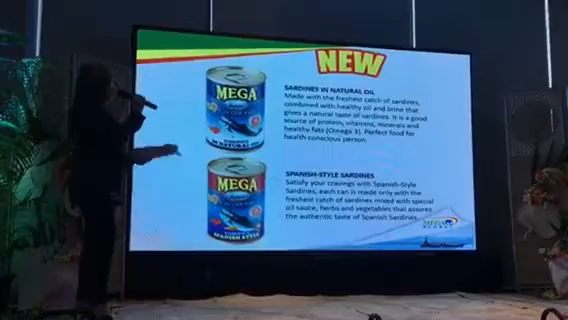 NEW
MEGA
IN NATURAL OIL
SARDINES IN NATURAL OIL
Made with the freshest catch of sardines,
combined with healthy oil and brine that
gives a natural taste of sardines. It is a good
source of protein, vitamins, minerals and
healthy fats (Omega 3). Perfect food for
health conscious person.
MEGA
SPANISH STYLE
SPANISH-STYLE SARDINES
Satisfy your cravings with Spanish-Style
Sardines, each can is made only with the
freshest catch of sardines mixed with special
oil sauce, herbs and vegetables that assures
the authentic taste of Spanish Sardines.
MEGA
GLOBAL